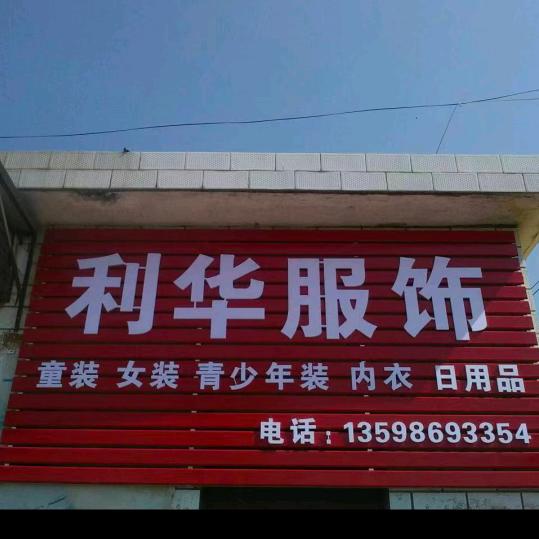 利华服饰
童装 女装 青少年装 内衣 日用品
电话：13598693354